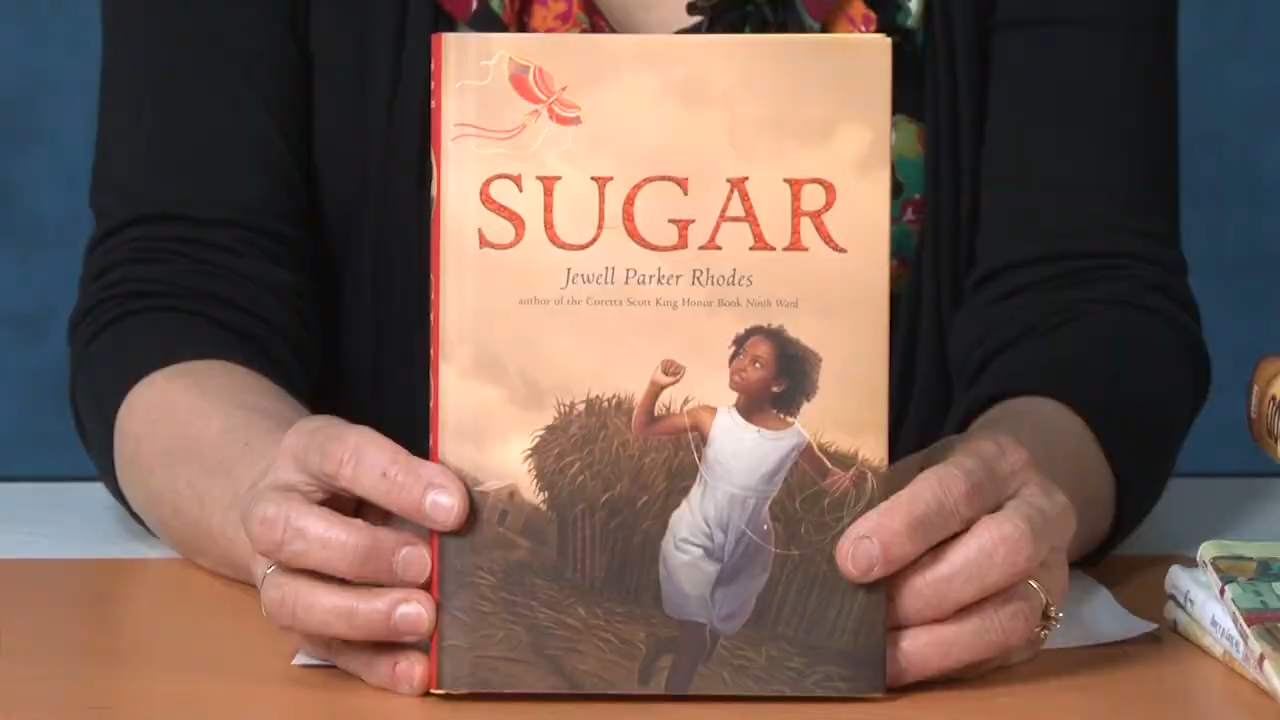 SUGAR
Jewell Parker Rhodes
author of the Coretta Scott King Honor Book Ninth Ward